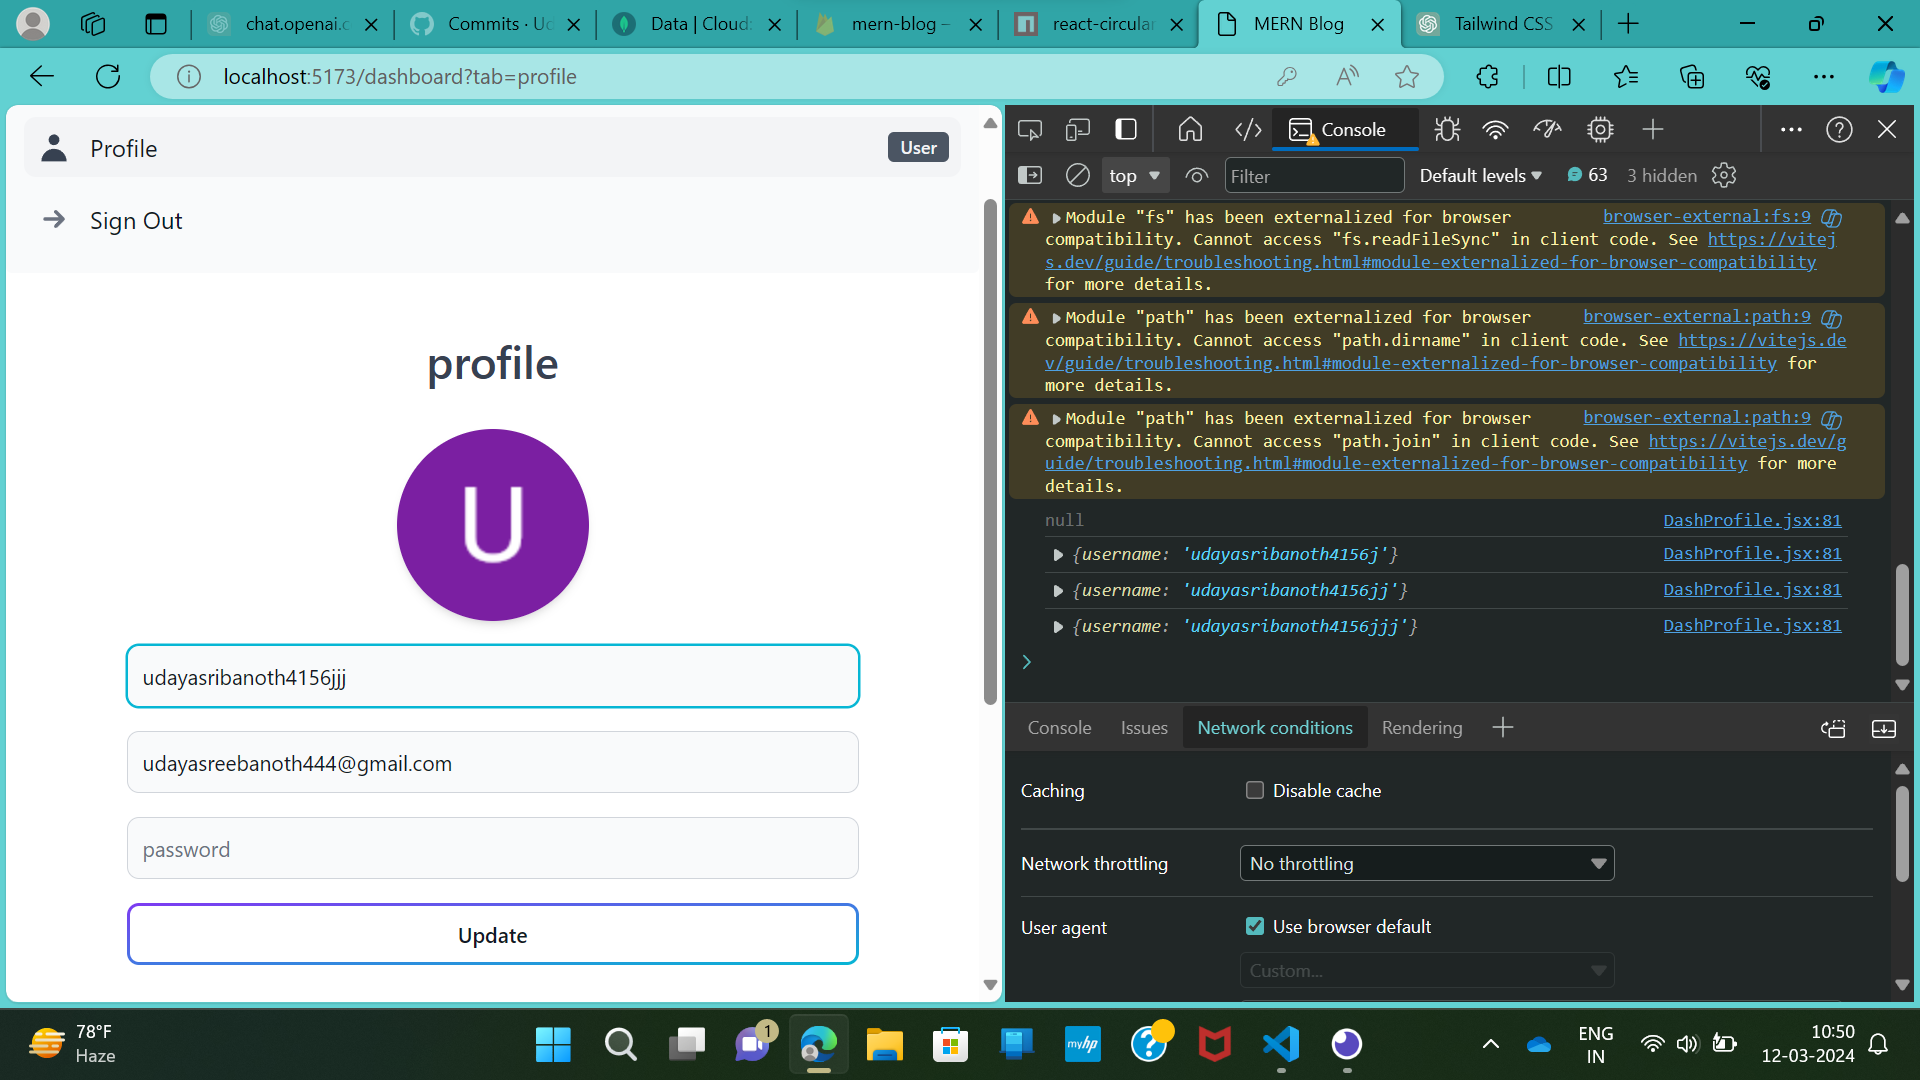 chat.openai.c
Commits · Ud
Data | Cloud:
mern-blog –
react-circular
MERN Blog
Tailwind CSS
localhost:5173/dashboard?tab=profile
Profile
User
Sign Out
profile
U
udayasribanoth4156jjj
udayasreebanoth444@gmail.com
password
Update
Console
top
Filter
Default levels
63
3 hidden
Module "fs" has been externalized for browser browser-external:fs:9
compatibility. Cannot access "fs.readFileSync" in client code. See https://vitej
s.dev/guide/troubleshooting.html#module-externalized-for-browser-compatibility
for more details.
Module "path" has been externalized for browser browser-external:path:9
compatibility. Cannot access "path.dirname" in client code. See https://vitejs.de
v/guide/troubleshooting.html#module-externalized-for-browser-compatibility for
more details.
Module "path" has been externalized for browser browser-external:path:9
compatibility. Cannot access "path.join" in client code. See https://vitejs.dev/g
uide/troubleshooting.html#module-externalized-for-browser-compatibility for more
details.
null DashProfile.jsx:81
{username: 'udayasribanoth4156j'} DashProfile.jsx:81
{username: 'udayasribanoth4156jj'} DashProfile.jsx:81
{username: 'udayasribanoth4156jjj'} DashProfile.jsx:81
Console
Issues
Network conditions
Rendering
Caching
Disable cache
Network throttling
No throttling
User agent
Use browser default
Custom...
78°F
Haze
1
myhp
ENG
IN
10:50
12-03-2024